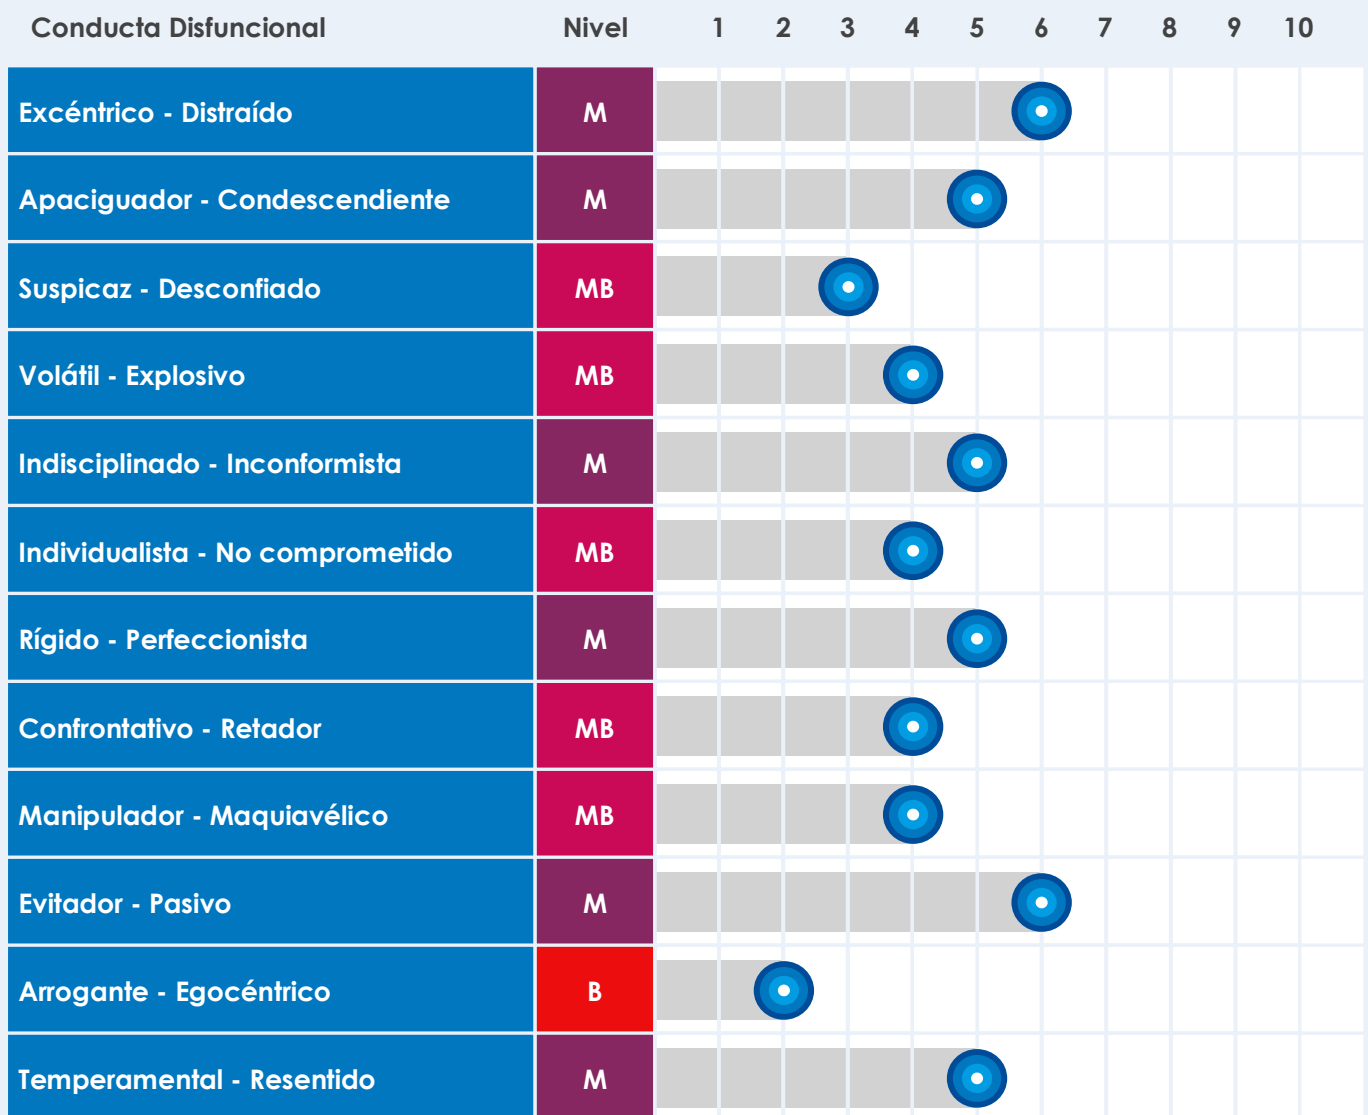 Conducta Disfuncional Nivel 1 2 3 4 5 6 7 8 9 10
Excéntrico - Distraído M
Apaciguador - Condescendiente M
Suspicaz - Desconfiado MB
Volátil - Explosivo MB
Indisciplinado - Inconformista M
Individualista - No comprometido MB
Rígido - Perfeccionista M
Confrontativo - Retador MB
Manipulador - Maquiavélico MB
Evitador - Pasivo M
Arrogante - Egocéntrico B
Temperamental - Resentido M